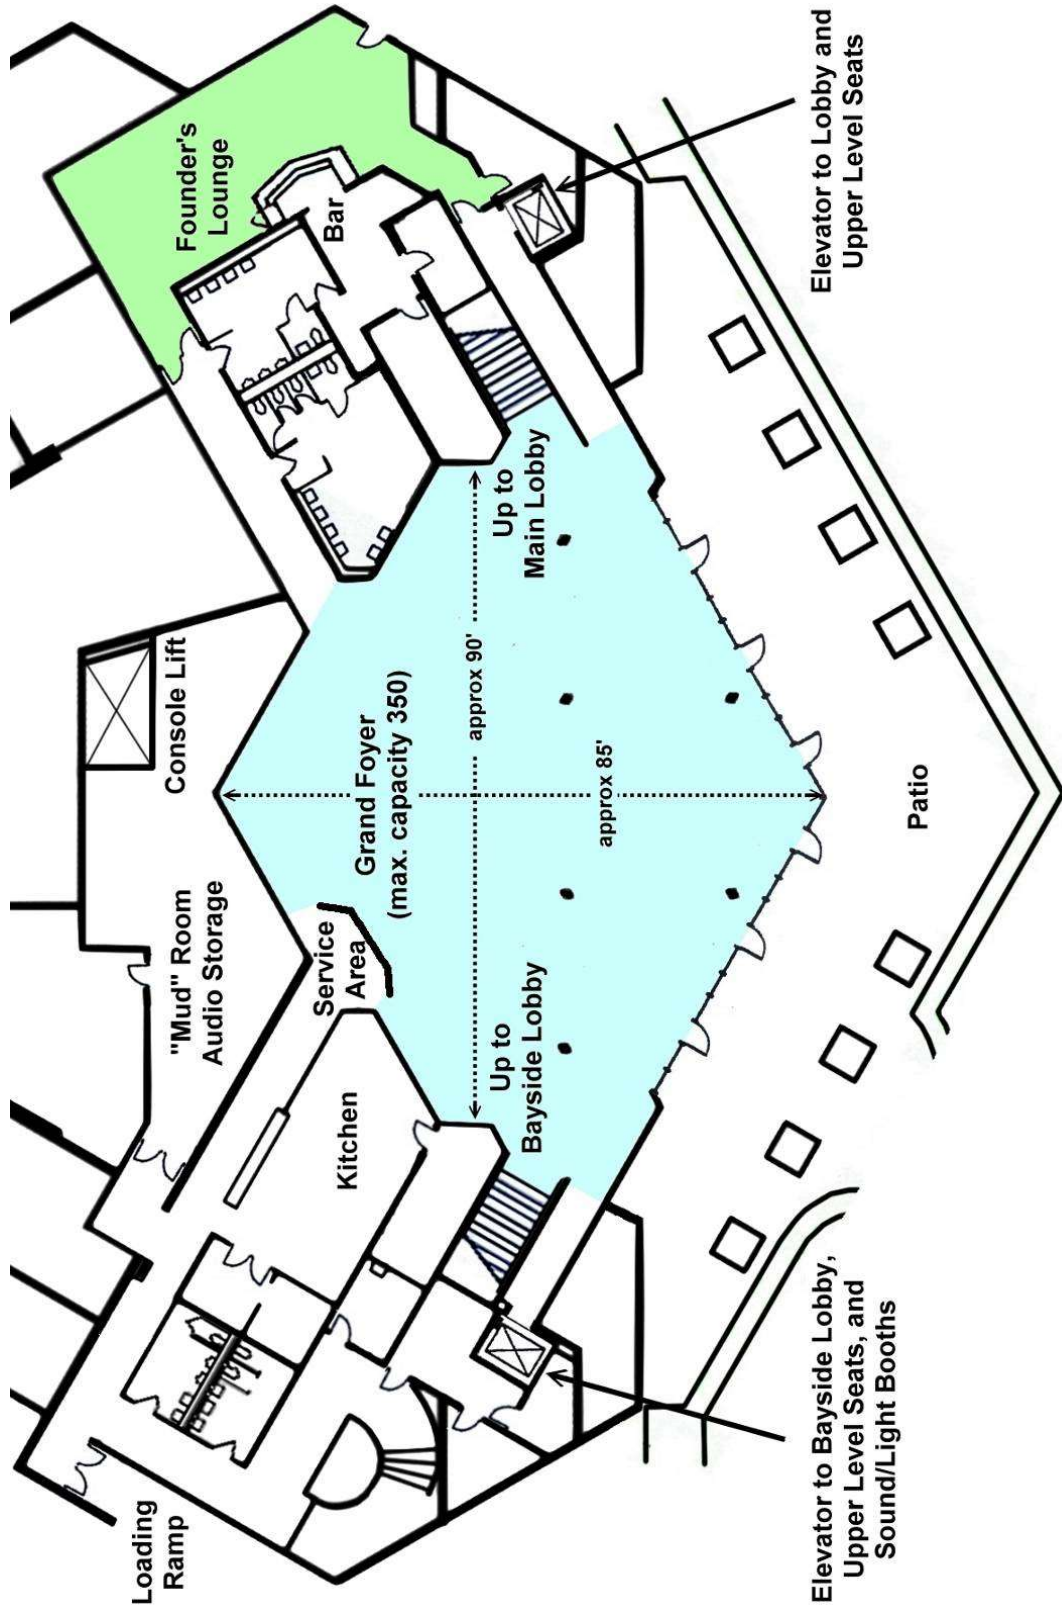 Loading
Ramp
"Mud" Room
Audio Storage
Console Lift
Founder's
Lounge
Bar
Kitchen
Service
Area
Grand Foyer
(max. capacity 350)
approx 90'
approx 85'
Up to
Bayside Lobby
Up to
Main Lobby
Patio
Elevator to Bayside Lobby,
Upper Level Seats, and
Sound/Light Booths
Elevator to Lobby and
Upper Level Seats